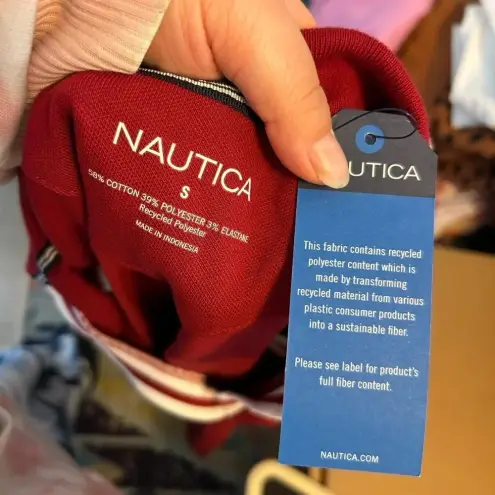 NAUTICA
S
58% COTTON 39% POLYESTER 3% ELASTANE
Recycled Polyester
MADE IN INDONESIA
UTICA
This fabric contains recycled
polyester content which is
made by transforming
recycled material from various
plastic consumer products
into a sustainable fiber.
Please see label for product's
full fiber content.
NAUTICA.COM